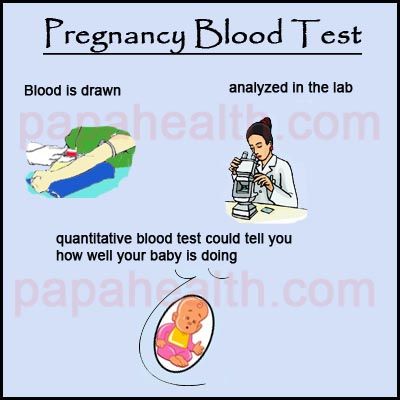 Pregnancy Blood Test
Blood is drawn
analyzed in the lab
papahealth.com
quantitative blood test could tell you
how well your baby is doing
papahealth.com